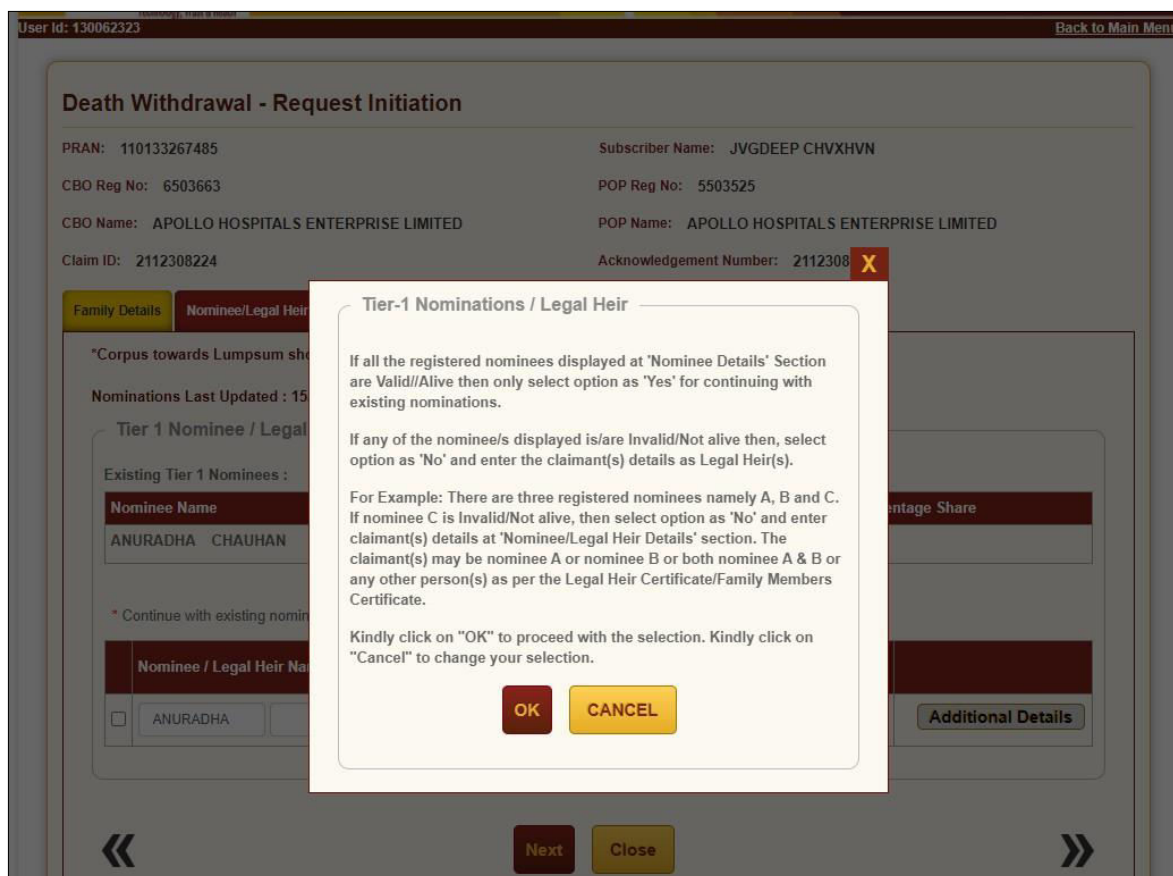 User Id: 130062323 Back to Main Menu
Death Withdrawal - Request Initiation
PRAN: 110133267485 Subscriber Name: JVGDEEP CHVXHVN
CBO Reg No: 6503663 POP Reg No: 5503525
CBO Name: APOLLO HOSPITALS ENTERPRISE LIMITED POP Name: APOLLO HOSPITALS ENTERPRISE LIMITED
Claim ID: 2112308224 Acknowledgement Number: 2112308
X
Family Details Nominee/Legal Heir
Tier-1 Nominations / Legal Heir
If all the registered nominees displayed at 'Nominee Details' Section
are Valid//Alive then only select option as 'Yes' for continuing with
existing nominations.
If any of the nominee/s displayed is/are Invalid/Not alive then, select
option as 'No' and enter the claimant(s) details as Legal Heir(s).
For Example: There are three registered nominees namely A, B and C.
If nominee C is Invalid/Not alive, then select option as 'No' and enter
claimant(s) details at 'Nominee/Legal Heir Details' section. The
claimant(s) may be nominee A or nominee B or both nominee A & B or
any other person(s) as per the Legal Heir Certificate/Family Members
Certificate.
Kindly click on "OK" to proceed with the selection. Kindly click on
"Cancel" to change your selection.
OK CANCEL
*Corpus towards Lumpsum
Nominations Last Updated : 15
Tier 1 Nominee / Legal
Existing Tier 1 Nominees :
Nominee Name Share
ANURADHA CHAUHAN
* Continue with existing
Nominee / Legal Heir
ANURADHA Additional Details
Next Close